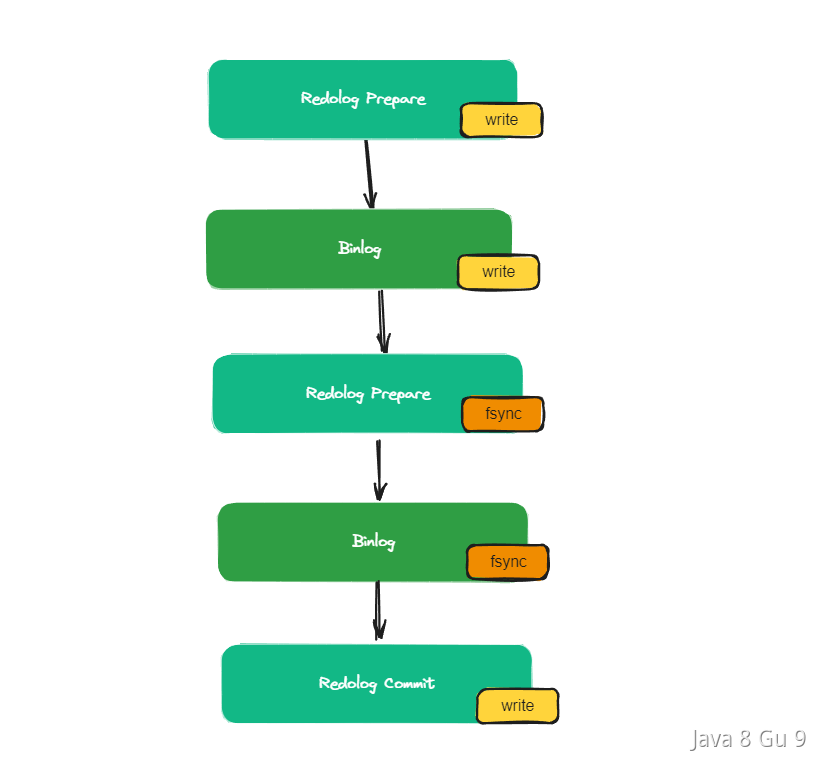 Redolog Prepare
write
Binlog
write
Redolog Prepare
fsync
Binlog
fsync
Redolog Commit
write
Java 8 Gu 9